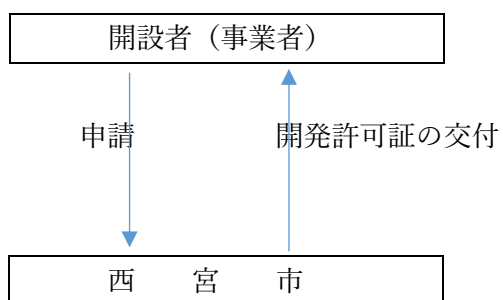 開設者（事業者）
申請
開発許可証の交付
西　宮　市